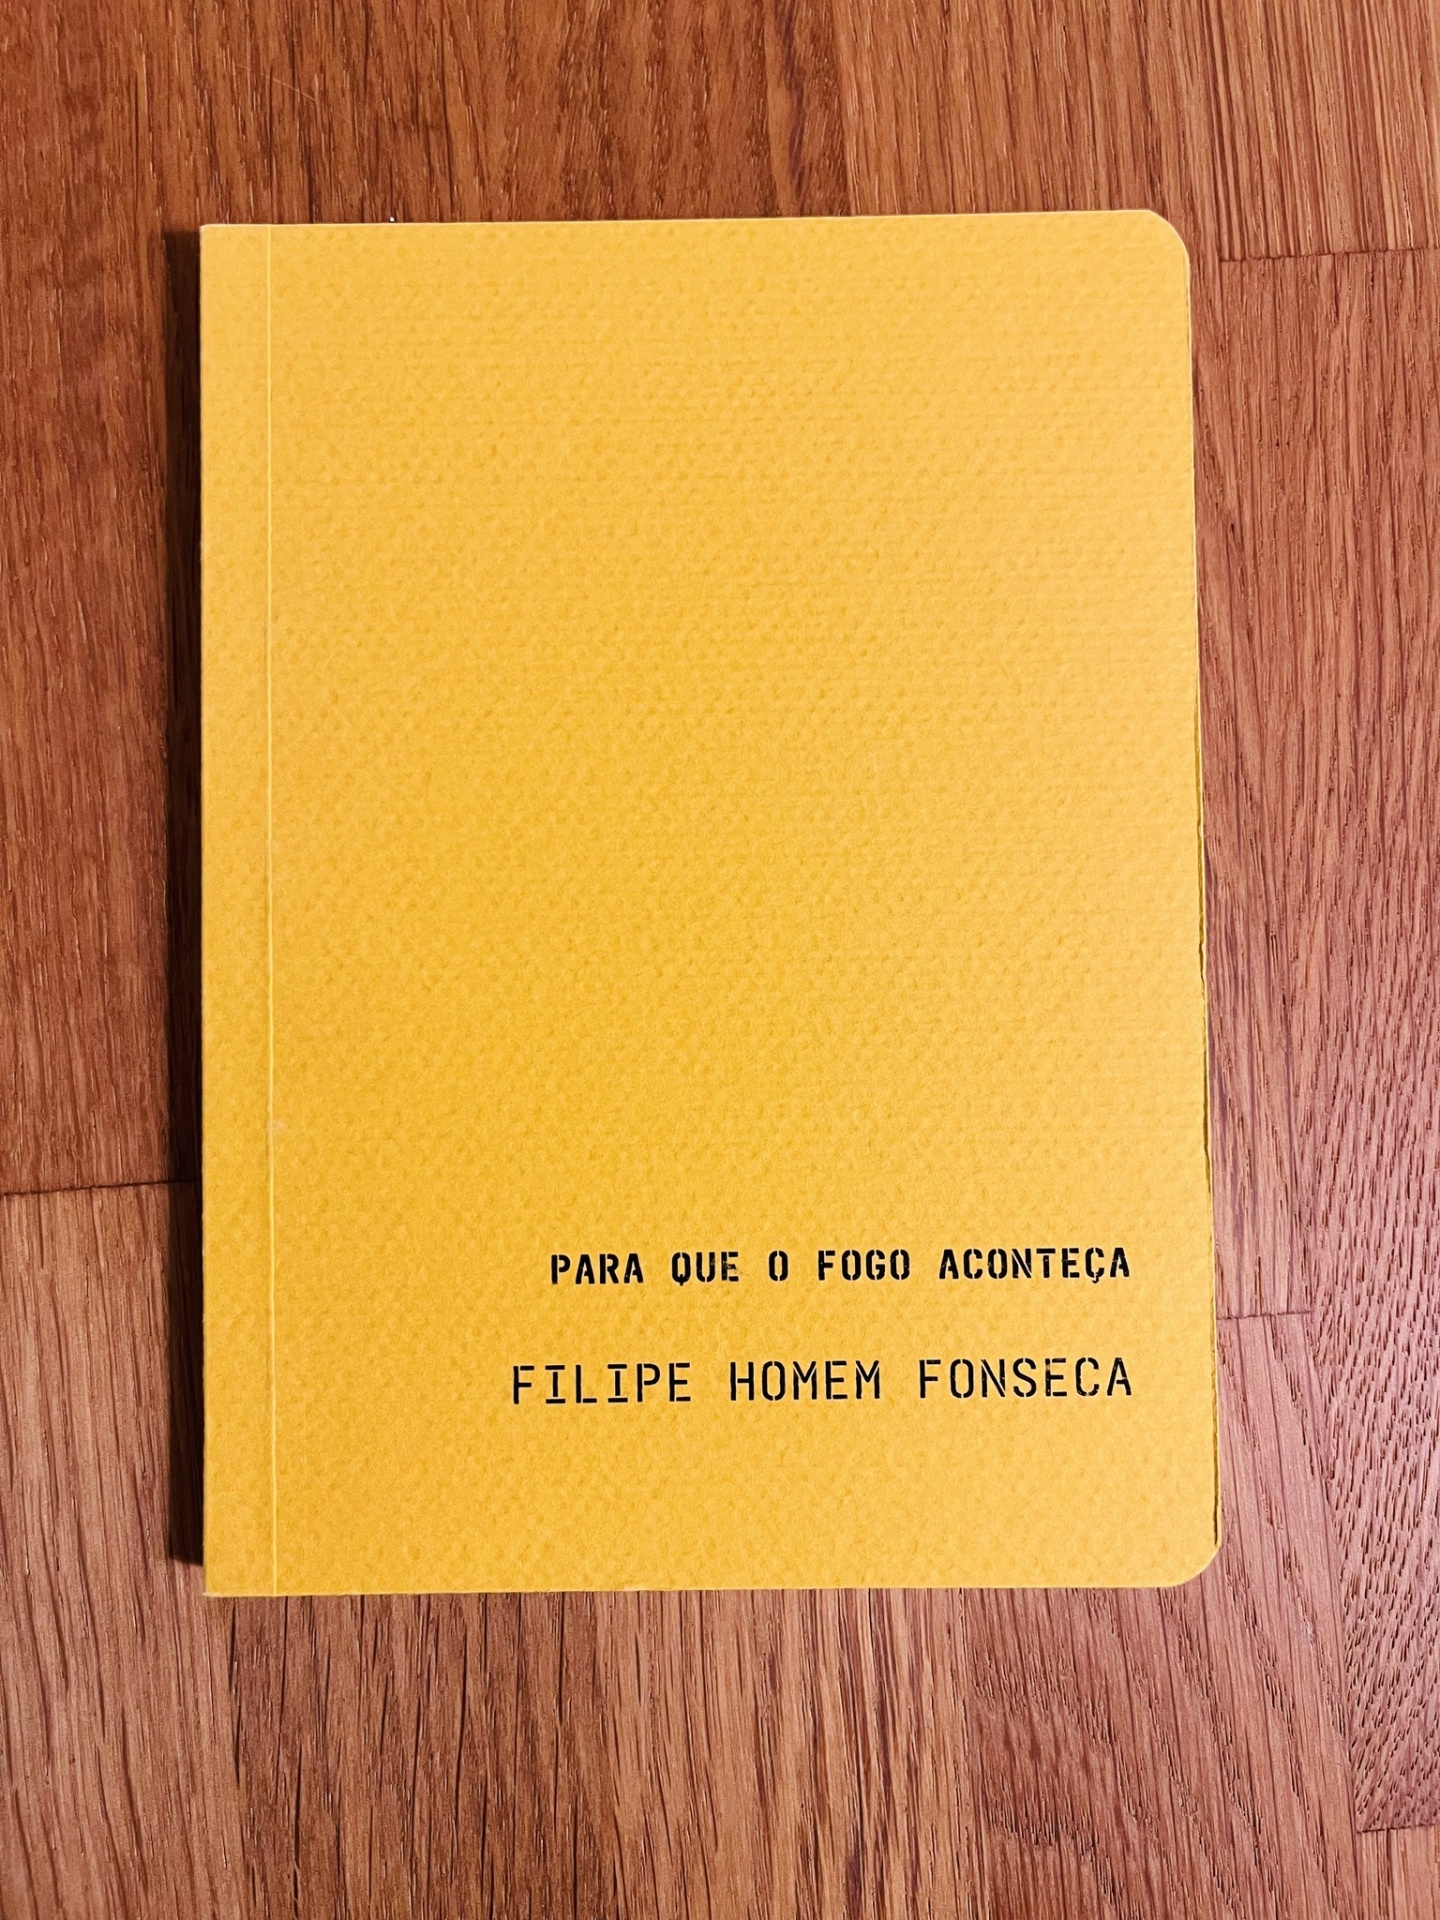 PARA QUE O FOGO ACONTEÇA
FILIPE HOMEM FONSECA